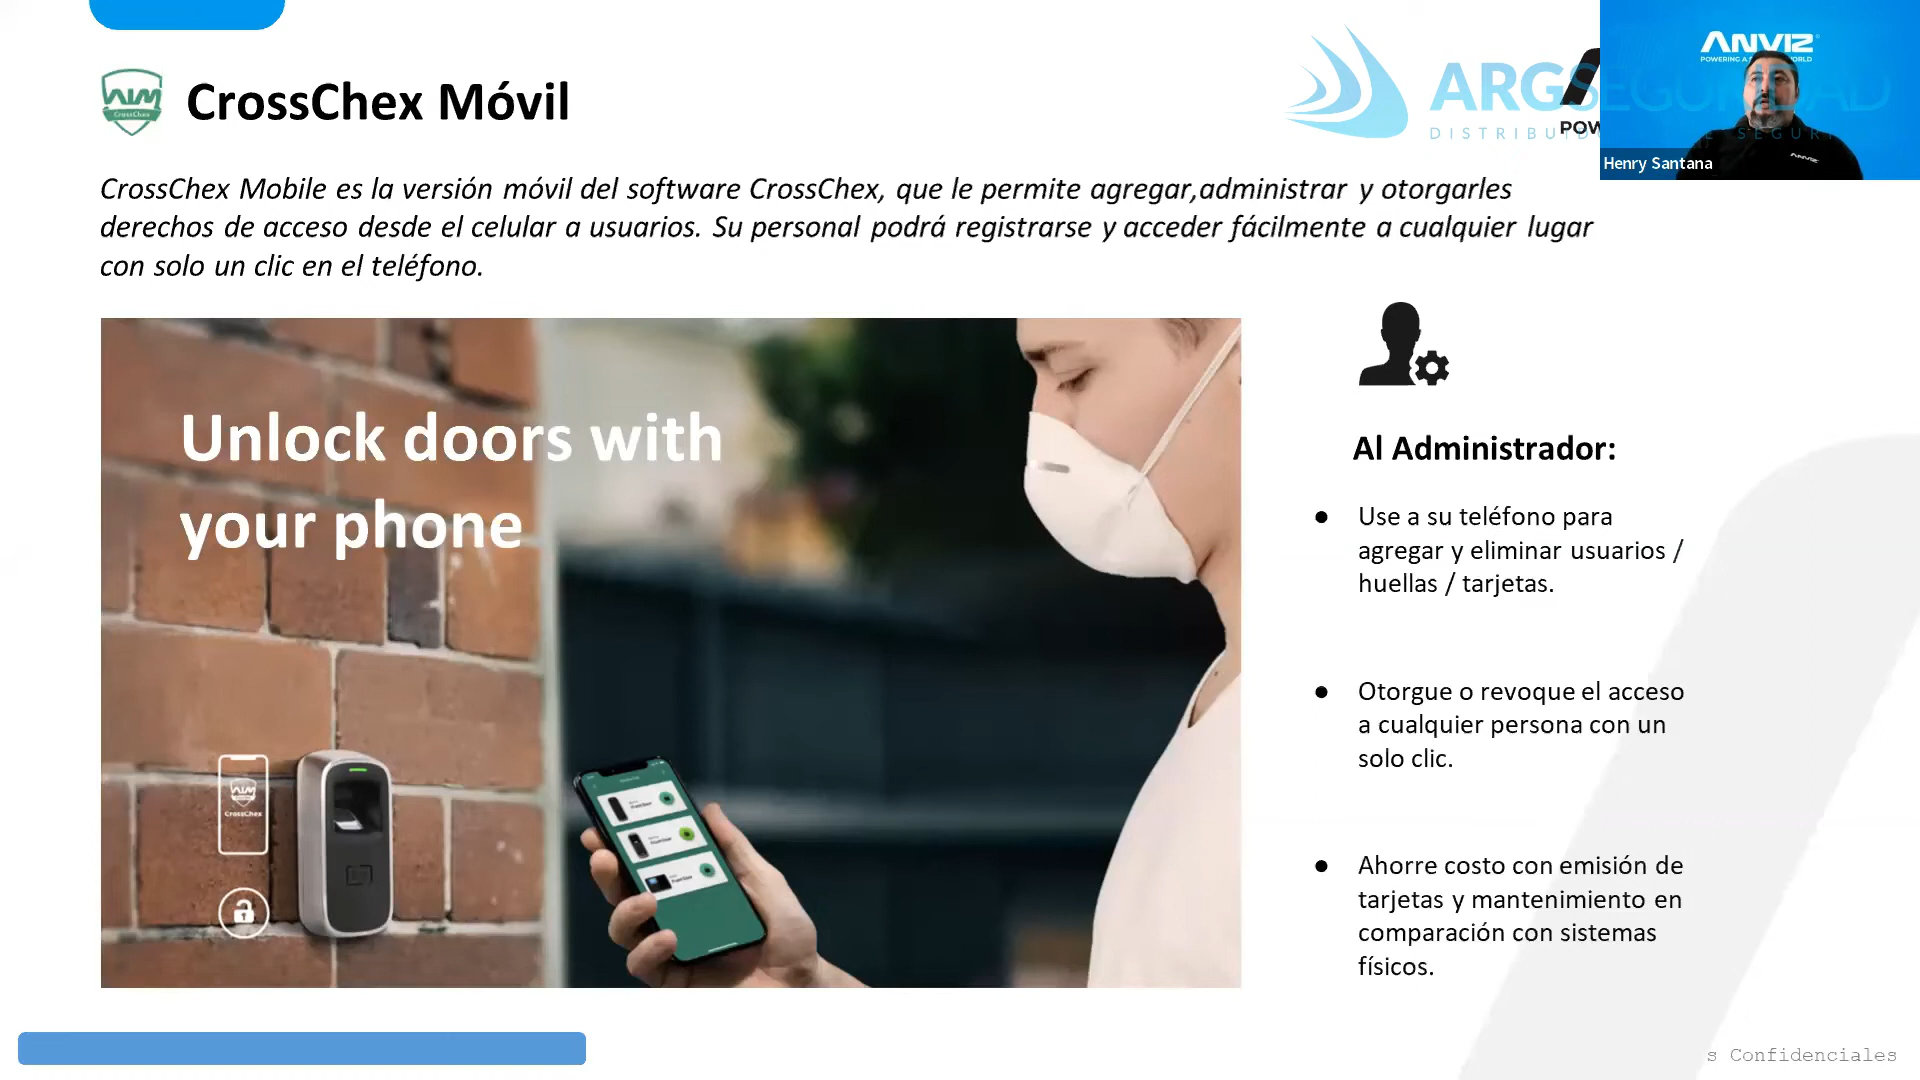 CrossChex Móvil
ARGSEGURIDAD
ANVIZ
POWERING A
Henry Santana
CrossChex Mobile es la versión móvil del software CrossChex, que le permite agregar,administrar y otorgarles
derechos de acceso desde el celular a usuarios. Su personal podrá registrarse y acceder fácilmente a cualquier lugar
con solo un clic en el teléfono.
Unlock doors with
your phone
CrossChex
Al Administrador:
● Use a su teléfono para
agregar y eliminar usuarios /
huellas / tarjetas.
● Otorgue o revoque el acceso
a cualquier persona con un
solo clic.
● Ahorre costo con emisión de
tarjetas y mantenimiento en
comparación con sistemas
físicos.
s Confidenciales